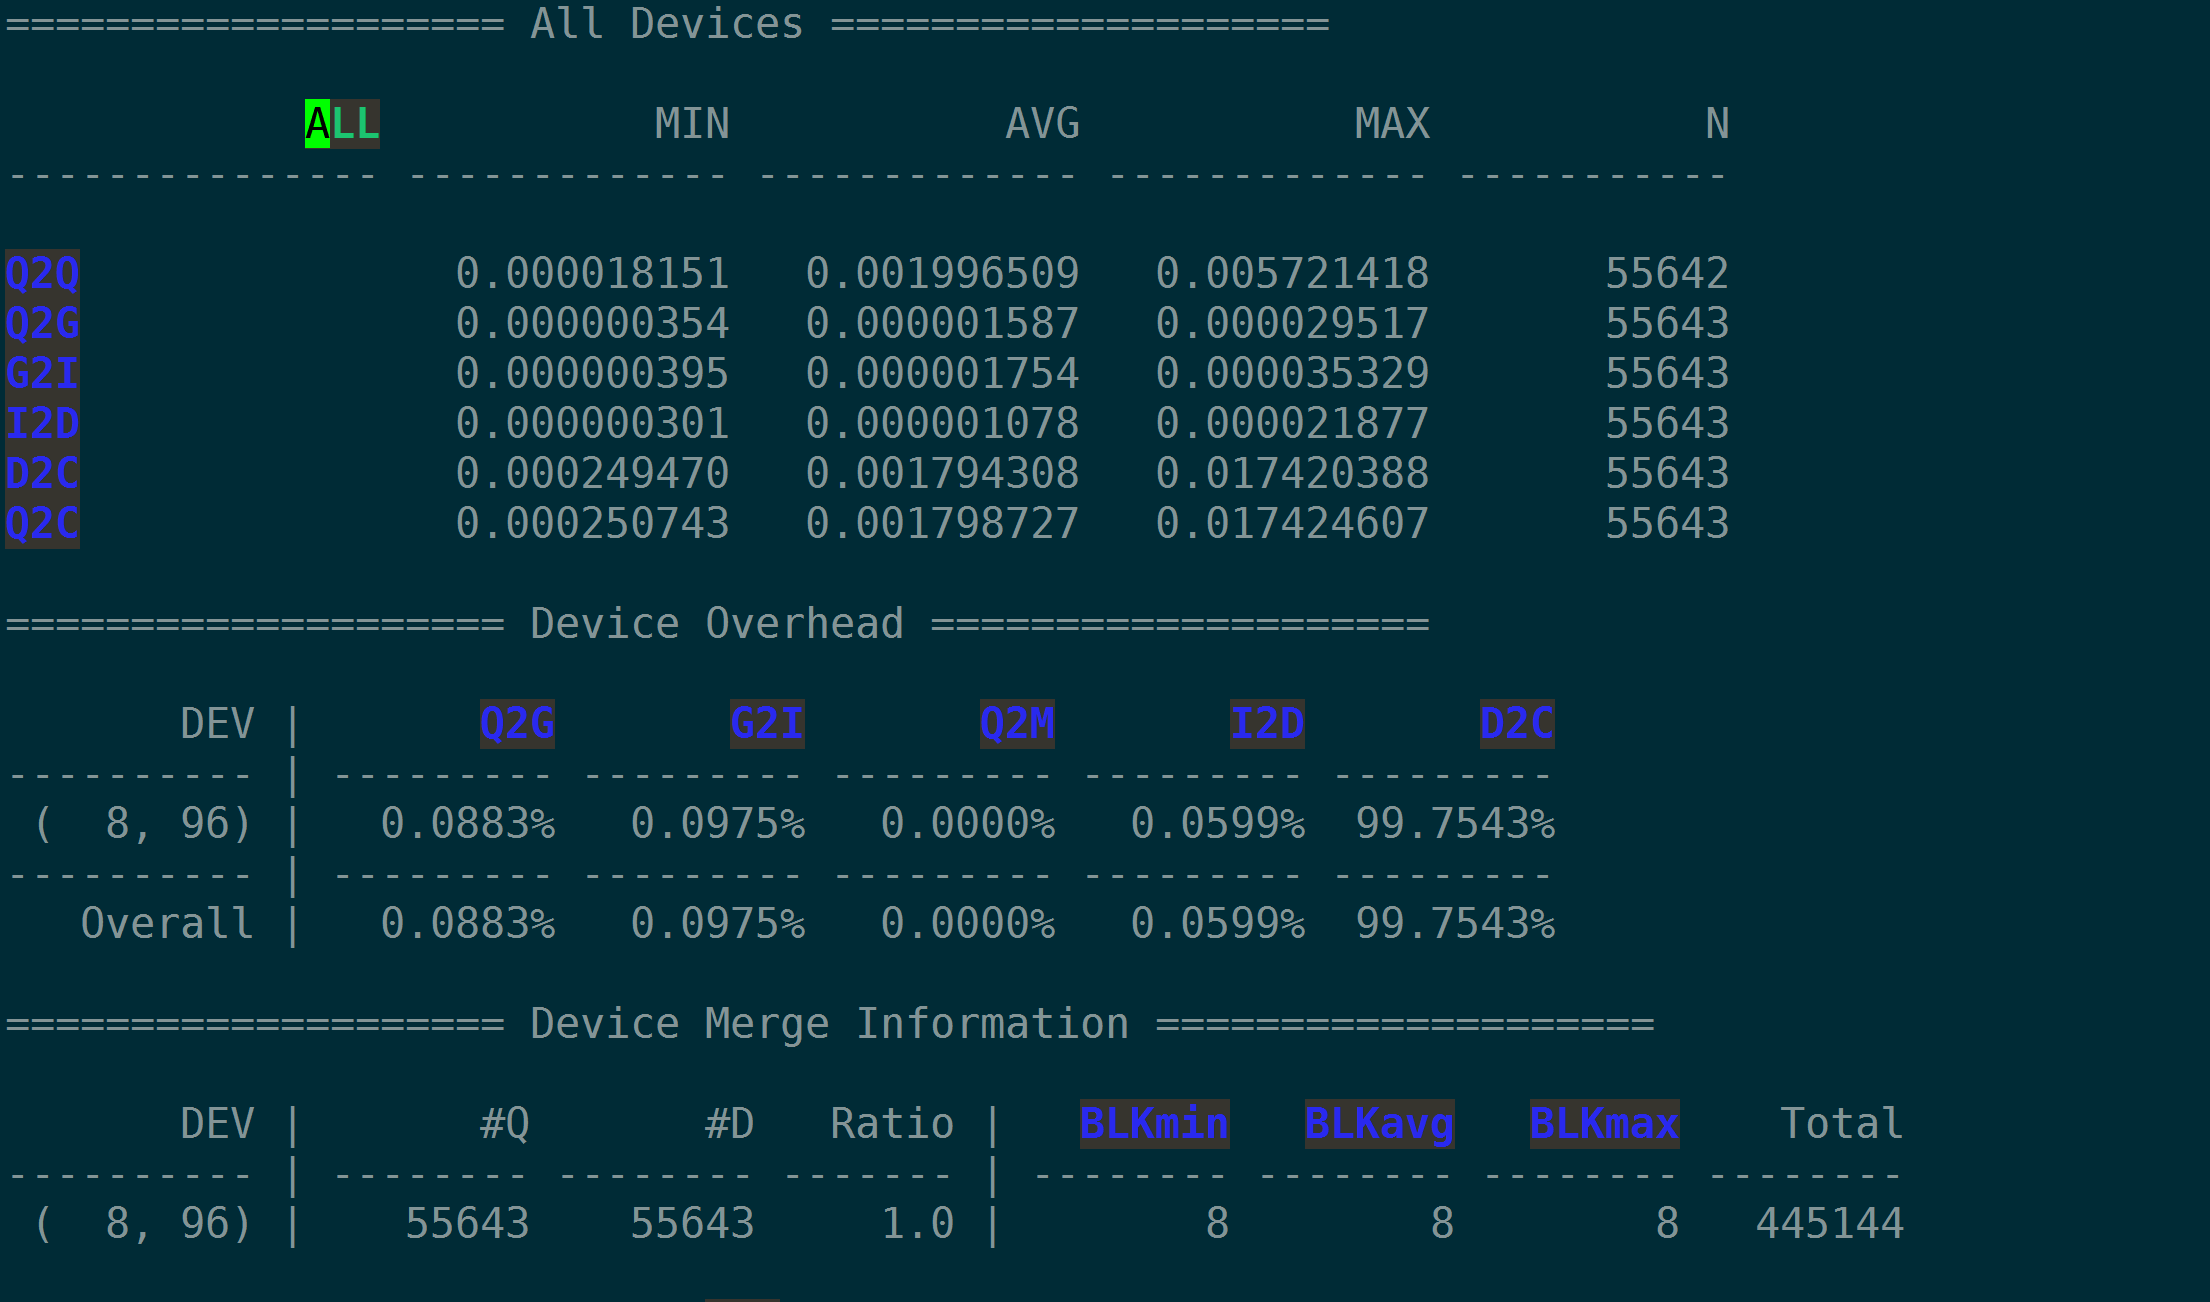 ==================== All Devices ====================
            ALL           MIN           AVG           MAX           N
--------------- ------------- ------------- ------------- -----------
Q2Q               0.000018151   0.001996509   0.005721418       55642
Q2G               0.000000354   0.000001587   0.000029517       55643
G2I               0.000000395   0.000001754   0.000035329       55643
I2D               0.000000301   0.000001078   0.000021877       55643
D2C               0.000249470   0.001794308   0.017420388       55643
Q2C               0.000250743   0.001798727   0.017424607       55643
==================== Device Overhead ====================
       DEV |       Q2G       G2I       Q2M       I2D       D2C
---------- | --------- --------- --------- --------- ---------
 (  8, 96) |   0.0883%   0.0975%   0.0000%   0.0599%  99.7543%
---------- | --------- --------- --------- --------- ---------
   Overall |   0.0883%   0.0975%   0.0000%   0.0599%  99.7543%
==================== Device Merge Information ====================
       DEV |       #Q       #D   Ratio |   BLKmin   BLKavg   BLKmax    Total
---------- | -------- -------- ------- | -------- -------- -------- --------
 (  8, 96) |    55643    55643     1.0 |        8        8        8   445144